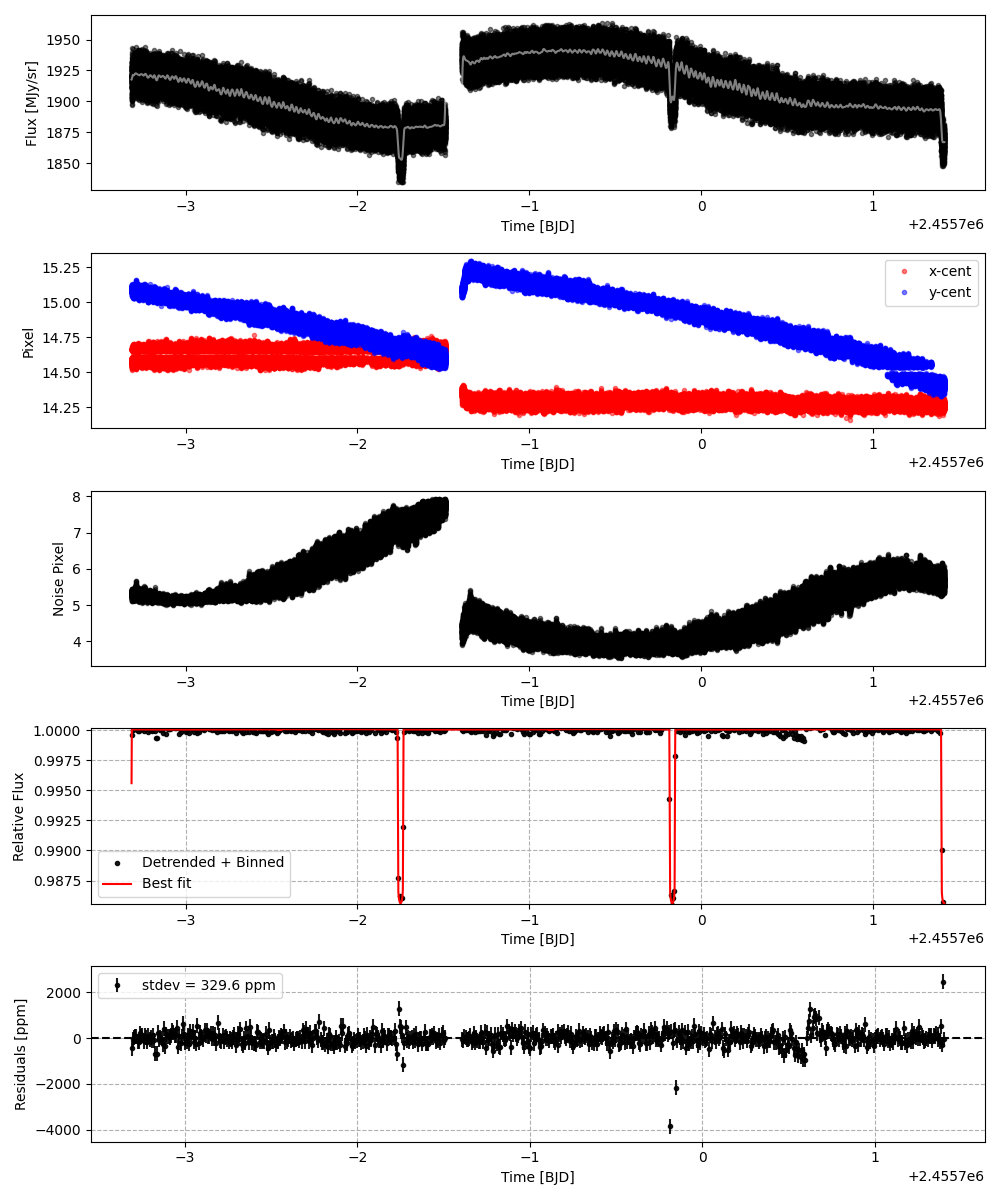 Flux [MJy/sr]
1950
1925
1900
1875
1850
−3 −2 −1 0 1
Time [BJD]
+2.4557e6
Pixel
15.25
15.00
14.75
14.50
14.25
x-cent
y-cent
−3 −2 −1 0 1
Time [BJD]
+2.4557e6
Noise Pixel
8
7
6
5
4
−3 −2 −1 0 1
Time [BJD]
+2.4557e6
Relative Flux
1.0000
0.9975
0.9950
0.9925
0.9900
0.9875
Detrended + Binned
Best fit
−3 −2 −1 0 1
Time [BJD]
+2.4557e6
Residuals [ppm]
2000
0
−2000
−4000
stdev = 329.6 ppm
−3 −2 −1 0 1
Time [BJD]
+2.4557e6